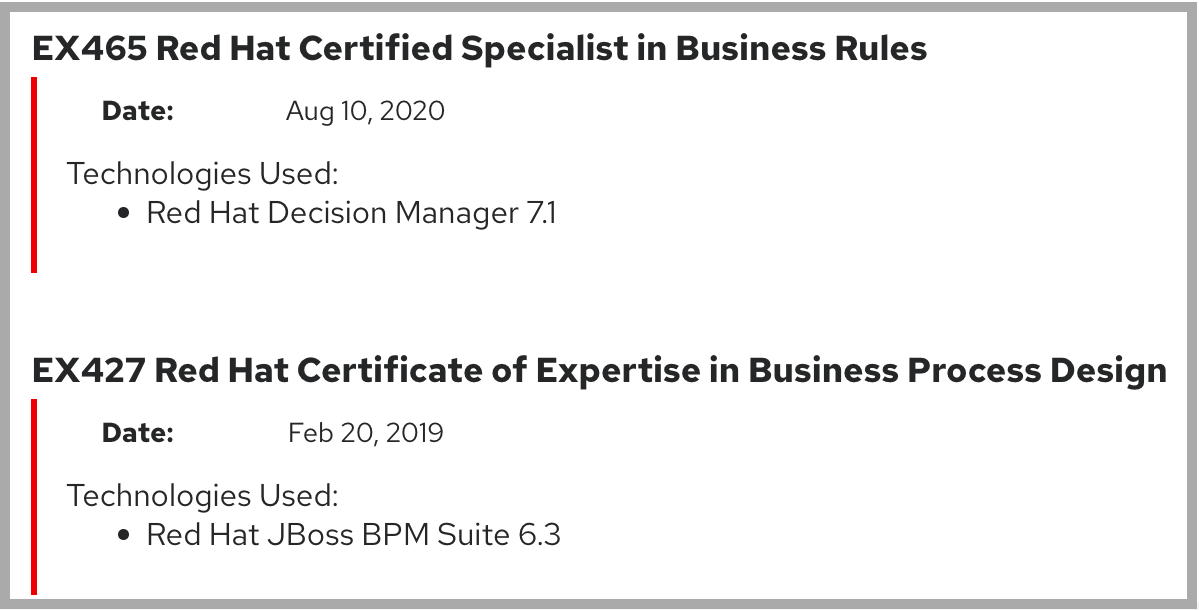 EX465 Red Hat Certified Specialist in Business Rules
Date: Aug 10, 2020
Technologies Used:
• Red Hat Decision Manager 7.1
EX427 Red Hat Certificate of Expertise in Business Process Design
Date: Feb 20, 2019
Technologies Used:
• Red Hat JBoss BPM Suite 6.3